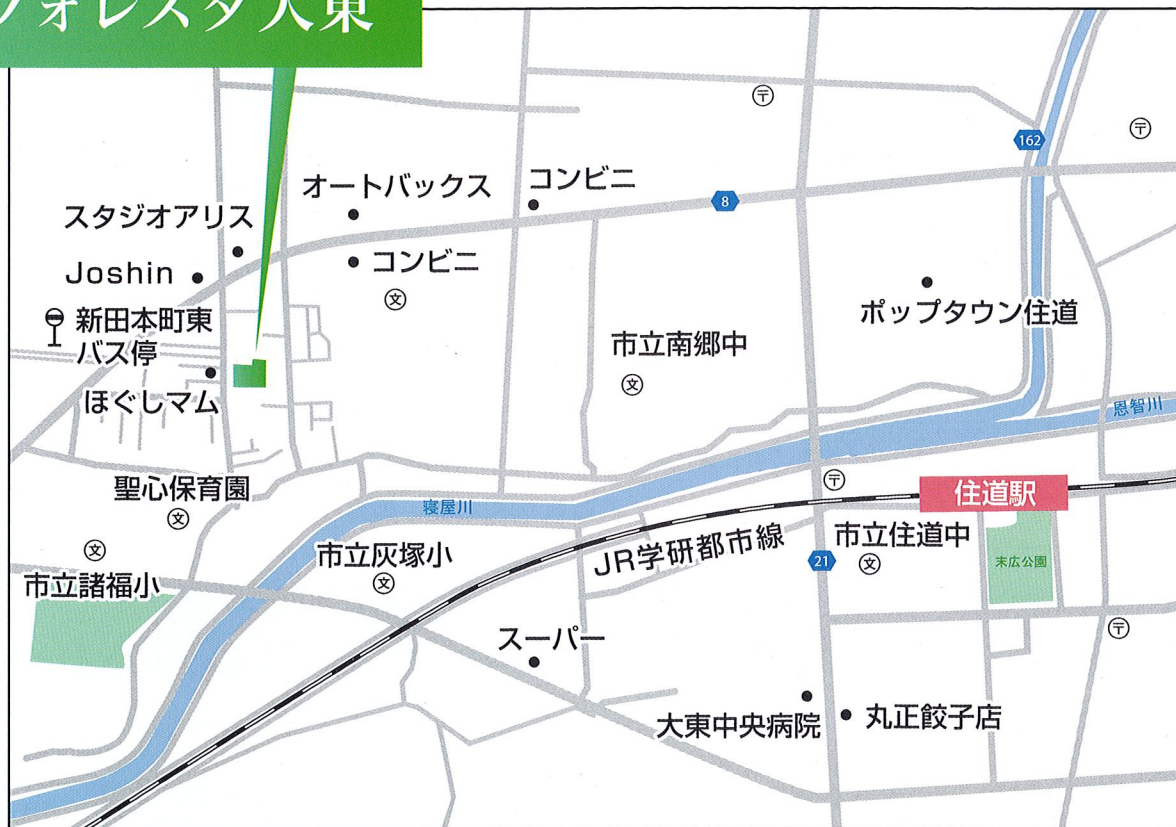 フォレスタ大東
〒
162
〒
オートバックス
コンビニ
8
スタジオアリス
Joshin
コンビニ
文
新田本町東
バス停
ポップタウン住道
市立南郷中
文
ほぐしマム
恩智川
聖心保育園
文
寝屋川
〒
住道駅
文
市立諸福小
市立灰塚小
文
JR学研都市線
21
市立住道中
文
末広公園
スーパー
〒
大東中央病院
丸正餃子店